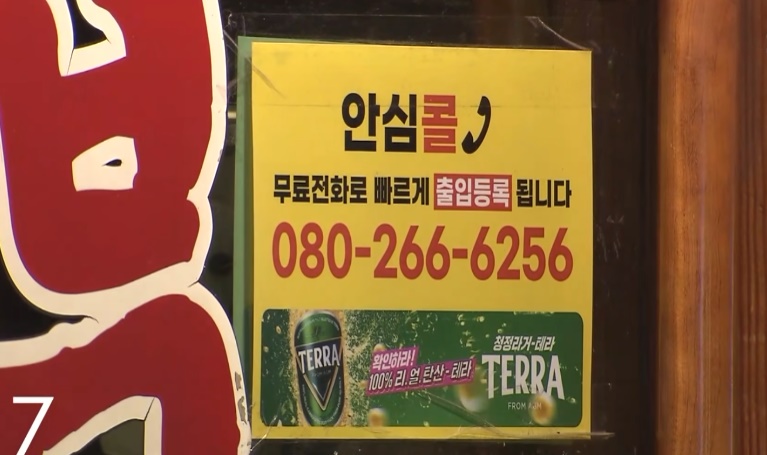 안심콜
무료전화로 빠르게 출입등록 됩니다
080-266-6256
TERRA
확인하라!
100% 리.얼.탄산-테라
청정라거-테라
TERRA
FROM AGM
7